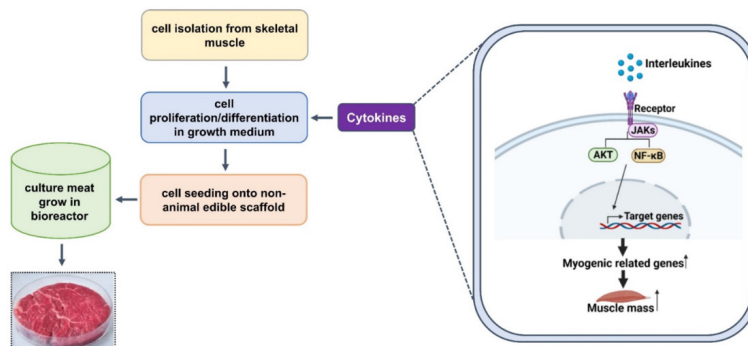 cell isolation from skeletal
muscle
cell
proliferation/differentiation
in growth medium
Cytokines
cell seeding onto non-
animal edible scaffold
culture meat
grow in
bioreactor
Interleukines
Receptor
JAKs
AKT
NF-κB
Target genes
Myogenic related genes
Muscle mass